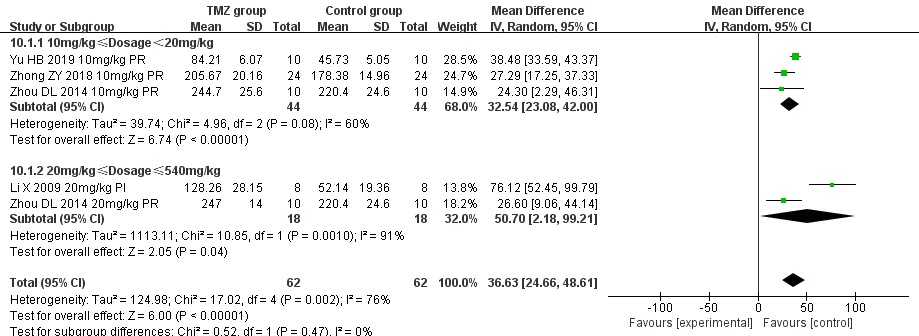 TMZ group Control group Mean Difference Mean Difference
Study or Subgroup Mean SD Total Mean SD Total Weight IV, Random, 95% CI IV, Random, 95% CI
10.1.1 10mg/kg≤Dosage<20mg/kg
Yu HB 2019 10mg/kg PR 84.21 6.07 10 45.73 5.05 10 28.5% 38.48 [33.59, 43.37]
Zhong ZY 2018 10mg/kg PR 205.67 20.16 24 178.38 14.96 24 24.7% 27.29 [17.25, 37.33]
Zhou DL 2014 10mg/kg PR 244.7 25.6 10 220.4 24.6 10 14.9% 24.30 [2.29, 46.31]
Subtotal (95% CI) 44 44 68.0% 32.54 [23.08, 42.00]
Heterogeneity: Tau² = 39.74; Chi² = 4.96, df = 2 (P = 0.08); I² = 60%
Test for overall effect: Z = 6.74 (P < 0.00001)
10.1.2 20mg/kg≤Dosage≤540mg/kg
Li X 2009 20mg/kg PI 128.26 28.15 8 52.14 19.36 8 13.8% 76.12 [52.45, 99.79]
Zhou DL 2014 20mg/kg PR 247 14 10 220.4 24.6 10 18.2% 26.60 [9.06, 44.14]
Subtotal (95% CI) 18 18 32.0% 50.70 [2.18, 99.21]
Heterogeneity: Tau² = 1113.11; Chi² = 10.85, df = 1 (P = 0.0010); I² = 91%
Test for overall effect: Z = 2.05 (P = 0.04)
Total (95% CI) 62 62 100.0% 36.63 [24.66, 48.61]
Heterogeneity: Tau² = 124.98; Chi² = 17.02, df = 4 (P = 0.002); I² = 76%
Test for overall effect: Z = 6.00 (P < 0.00001)
Test for subgroup differences: Chi² = 0.52, df = 1 (P = 0.47), I² = 0%
-100 -50 0 50 100
Favours [experimental] Favours [control]